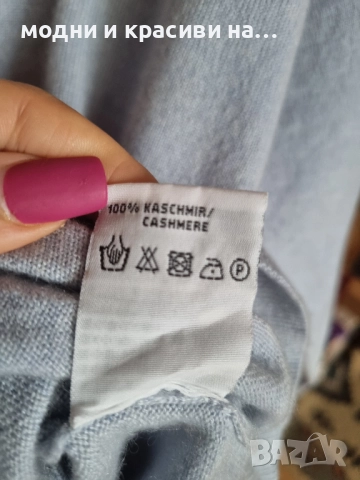 модни и красиви на...
100% KASCHMIR/
CASHMERE
P
BAZAR